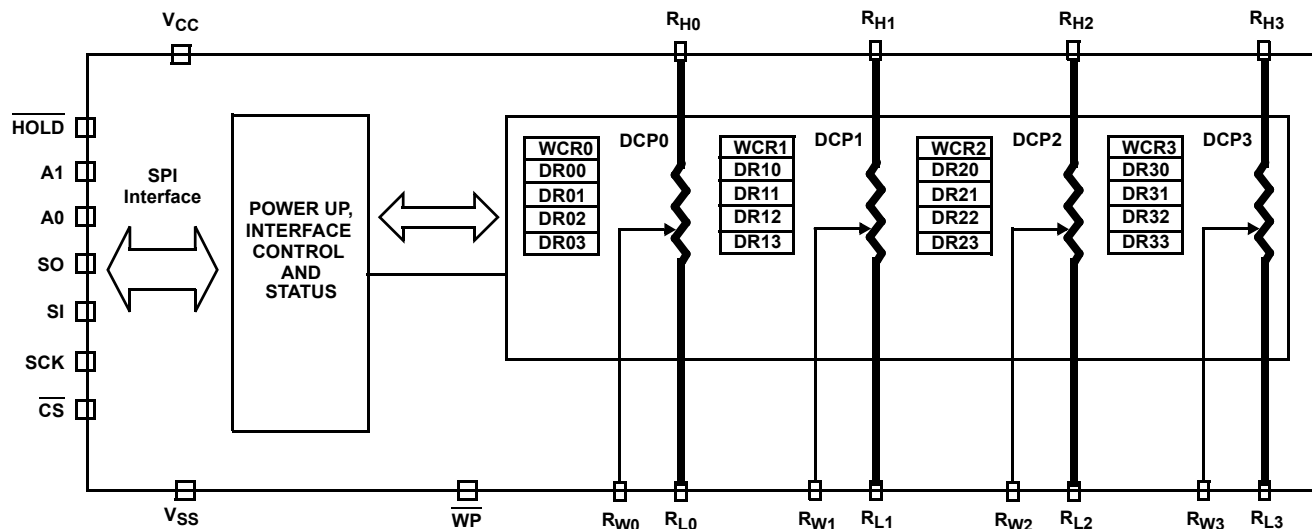 VCC
RH0
RH1
RH2
RH3
HOLD
A1
A0
SO
SI
SCK
CS
SPI
Interface
POWER UP,
INTERFACE
CONTROL
AND
STATUS
WCR0
DR00
DR01
DR02
DR03
DCP0
WCR1
DR10
DR11
DR12
DR13
DCP1
WCR2
DR20
DR21
DR22
DR23
DCP2
WCR3
DR30
DR31
DR32
DR33
DCP3
VSS
WP
RW0
RL0
RW1
RL1
RW2
RL2
RW3
RL3